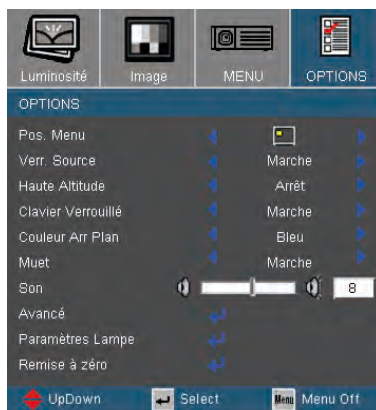 Luminosité Image MENU OPTIONS
OPTIONS
Pos. Menu
Verr. Source Marche
Haute Altitude Arrêt
Clavier Verrouillé Marche
Couleur Arr Plan Bleu
Muet Marche
Son 8
Avancé
Paramètres Lampe
Remise à zéro
UpDown Select Menu Menu Off